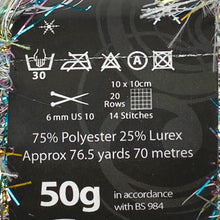 30
A
10 x 10cm
20
Rows
6 mm US 10
14 Stitches
75% Polyester 25% Lurex
Approx 76.5 yards 70 metres
50g
in accordance
with BS 984